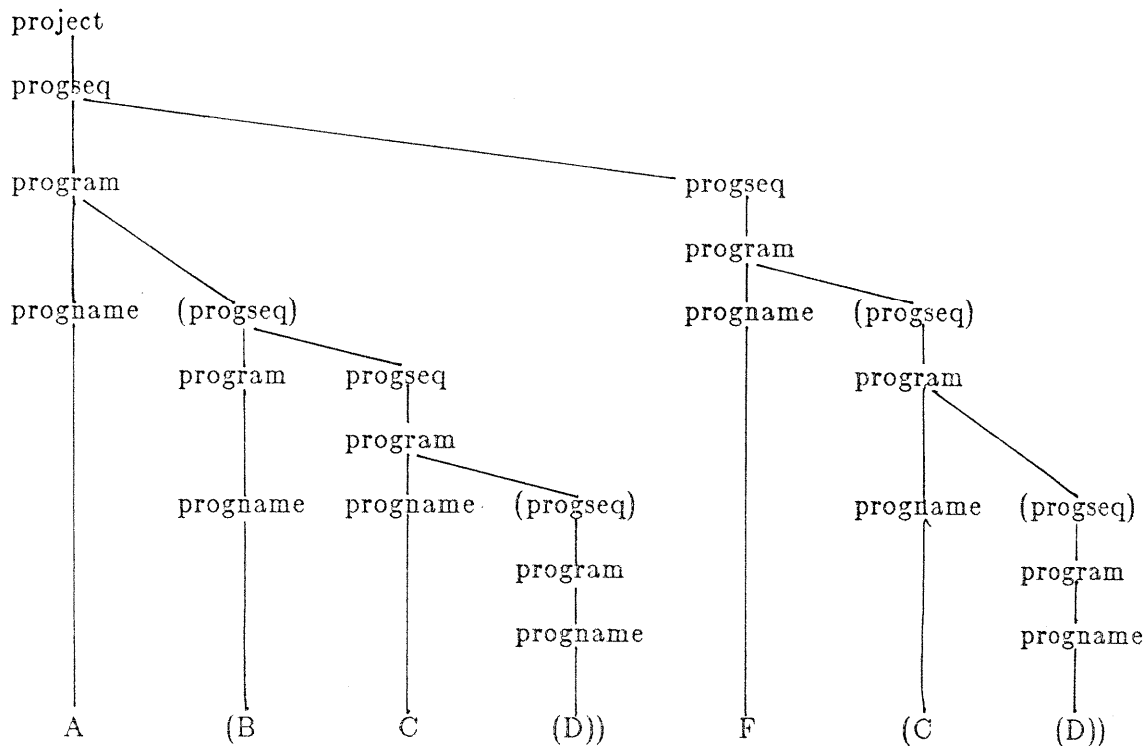 project
progseq
program progseq
program
progname (progseq) progname (progseq)
program progseq program
program
progname progname (progseq) progname (progseq)
program program
progname progname
A (B C (D)) F (C (D))